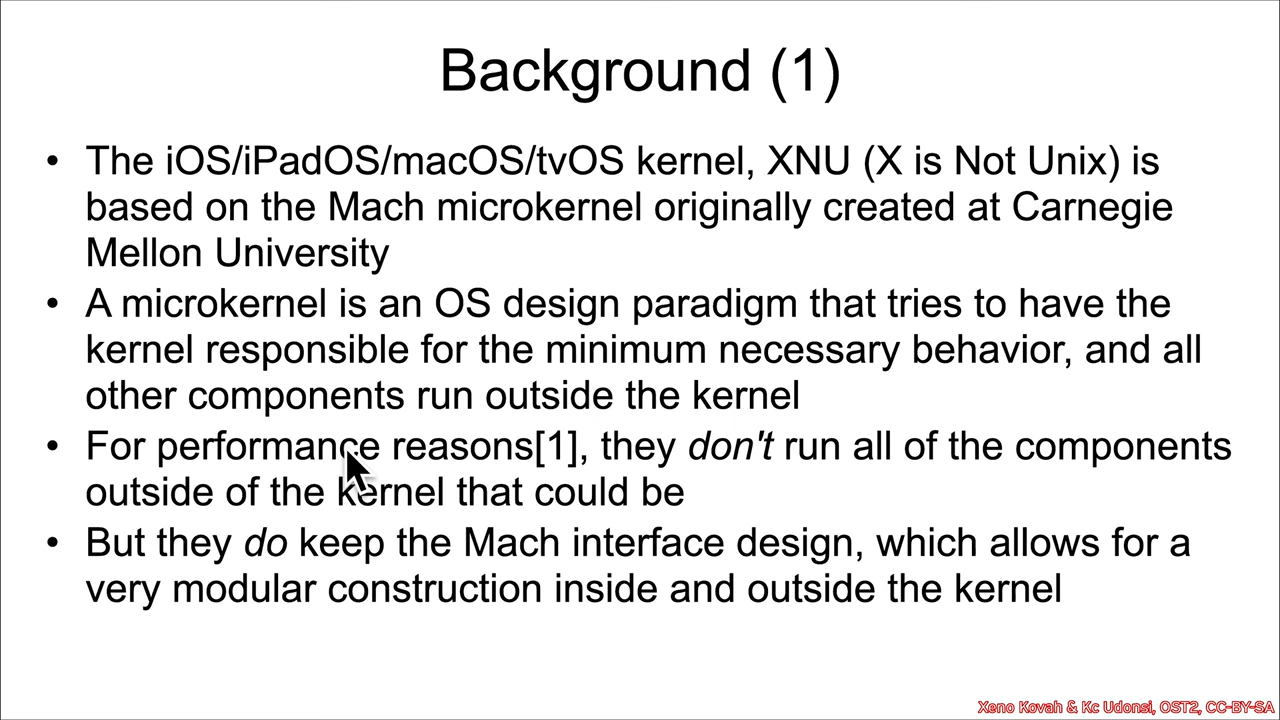 Background (1)
• The iOS/iPadOS/macOS/tvOS kernel, XNU (X is Not Unix) is
based on the Mach microkernel originally created at Carnegie
Mellon University
• A microkernel is an OS design paradigm that tries to have the
kernel responsible for the minimum necessary behavior, and all
other components run outside the kernel
• For performance reasons[1], they don't run all of the components
outside of the kernel that could be
• But they do keep the Mach interface design, which allows for a
very modular construction inside and outside the kernel
Xeno Kovah & Kc Udonsi, OST2, CC-BY-SA